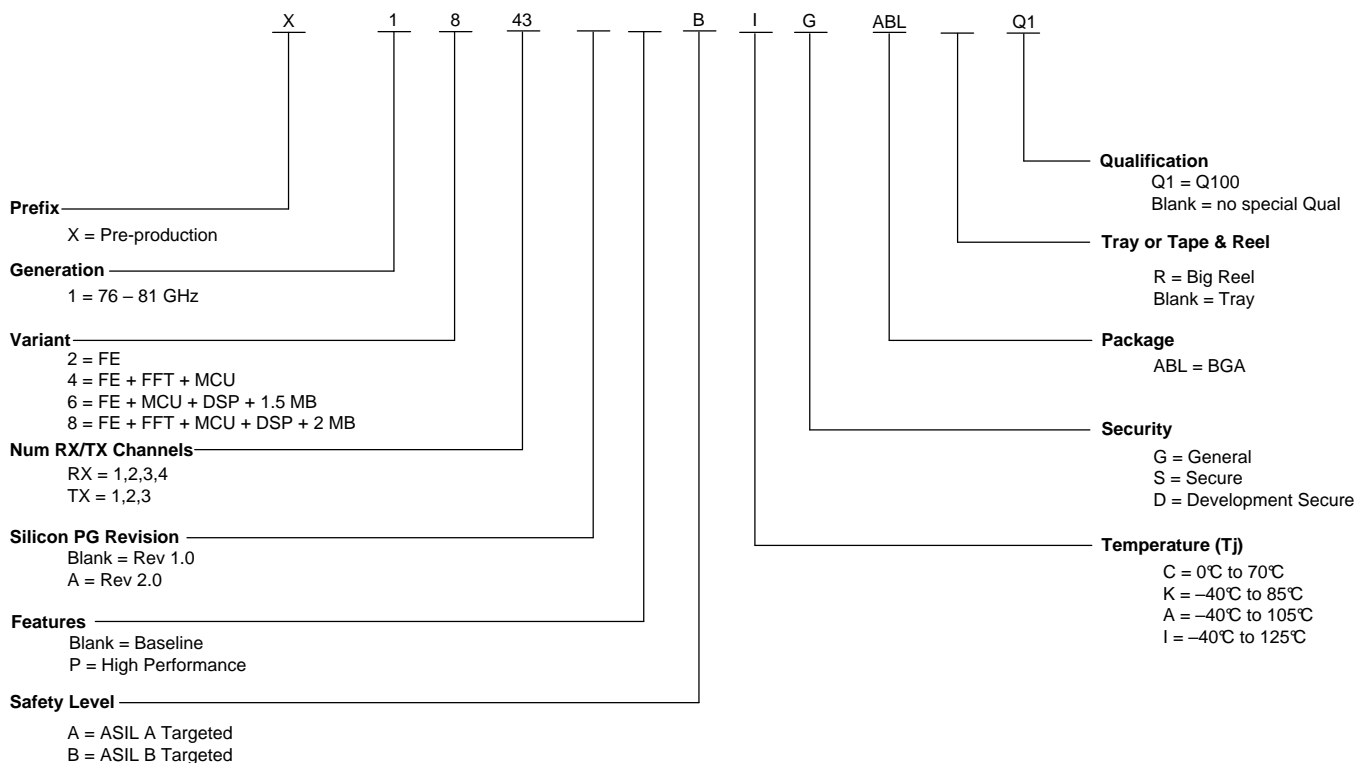 X 1 8 43 B I G ABL Q1
Prefix
X = Pre-production
Generation
1 = 76 – 81 GHz
Variant
2 = FE
4 = FE + FFT + MCU
6 = FE + MCU + DSP + 1.5 MB
8 = FE + FFT + MCU + DSP + 2 MB
Num RX/TX Channels
RX = 1,2,3,4
TX = 1,2,3
Silicon PG Revision
Blank = Rev 1.0
A = Rev 2.0
Features
Blank = Baseline
P = High Performance
Safety Level
A = ASIL A Targeted
B = ASIL B Targeted
Qualification
Q1 = Q100
Blank = no special Qual
Tray or Tape & Reel
R = Big Reel
Blank = Tray
Package
ABL = BGA
Security
G = General
S = Secure
D = Development Secure
Temperature (Tj)
C = 0°C to 70°C
K = –40°C to 85°C
A = –40°C to 105°C
I = –40°C to 125°C